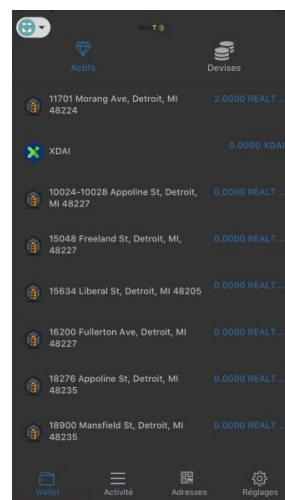 Actifs
Devises
11701 Morang Ave, Detroit, MI
48224
2.0000 REALT...
XDAI
0.0000 XDAI
10024-10028 Appoline St, Detroit,
MI 48227
0.0000 REALT...
15048 Freeland St, Detroit, MI,
48227
0.0000 REALT...
15634 Liberal St, Detroit, MI 48205
0.0000 REALT...
16200 Fullerton Ave, Detroit, MI
48227
0.0000 REALT...
18276 Appoline St, Detroit, MI
48235
0.0000 REALT...
18900 Mansfield St, Detroit, MI
48235
0.0000 REALT...
Wallet
Activité
Adresses
Réglages